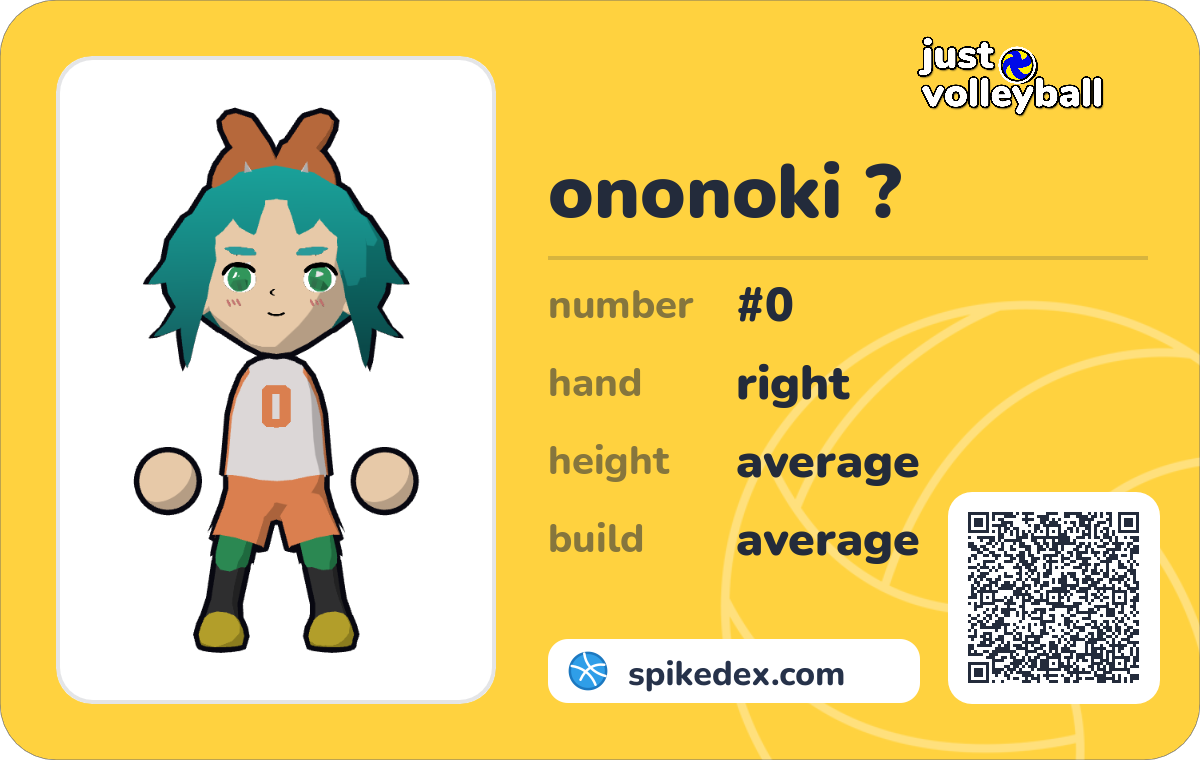 just
volleyball
ononoki ?
number #0
hand right
height average
build average
0
spikedex.com